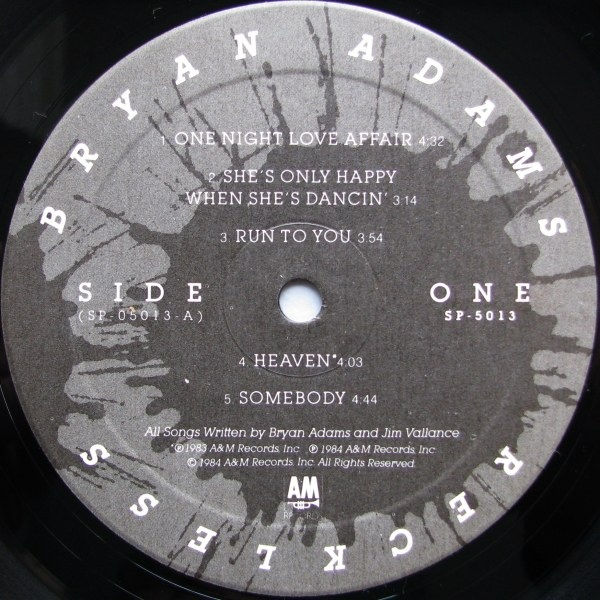 BRYAN ADAMS
1. ONE NIGHT LOVE AFFAIR 4:32
2. SHE'S ONLY HAPPY
WHEN SHE'S DANCIN' 3:14
3. RUN TO YOU 3:54
SIDE ONE
(SP-05013-A) SP-5013
4. HEAVEN* 4:03
5. SOMEBODY 4:44
All Songs Written by Bryan Adams and Jim Vallance
*℗1983 A&M Records, Inc ℗ 1984 A&M Records, Inc
© 1984 A&M Records, Inc. All Rights Reserved
A&M
RECKLESS